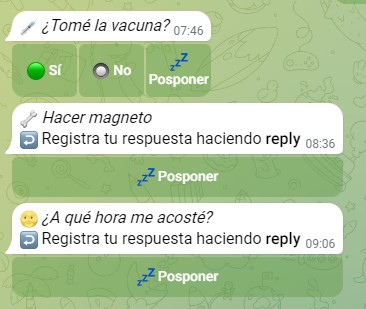 ¿Tomé la vacuna? 07:46
Sí No Posponer
Hacer magneto
Registra tu respuesta haciendo reply 08:36
Posponer
¿A qué hora me acosté?
Registra tu respuesta haciendo reply 09:06
Posponer